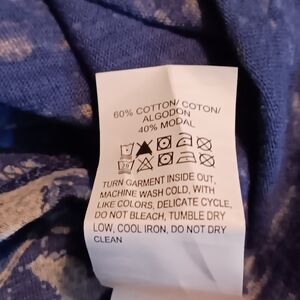 60% COTTON/ COTON/
ALGODON
40% MODAL
TURN GARMENT INSIDE OUT,
MACHINE WASH COLD, WITH
LIKE COLORS, DELICATE CYCLE,
DO NOT BLEACH, TUMBLE DRY
LOW, COOL IRON, DO NOT DRY
CLEAN